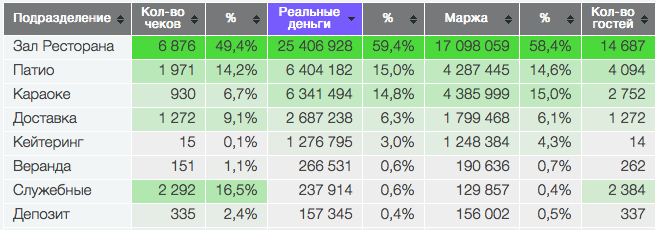 Подразделение Кол-во чеков % Реальные деньги % Маржа % Кол-во гостей
Зал Ресторана 6 876 49,4% 25 406 928 59,4% 17 098 059 58,4% 14 687
Патио 1 971 14,2% 6 404 182 15,0% 4 287 445 14,6% 4 094
Караоке 930 6,7% 6 341 494 14,8% 4 385 999 15,0% 2 752
Доставка 1 272 9,1% 2 687 238 6,3% 1 799 468 6,1% 1 272
Кейтеринг 15 0,1% 1 276 795 3,0% 1 248 384 4,3% 14
Веранда 151 1,1% 266 531 0,6% 190 636 0,7% 262
Служебные 2 292 16,5% 237 914 0,6% 129 857 0,4% 2 384
Депозит 335 2,4% 157 345 0,4% 156 002 0,5% 337